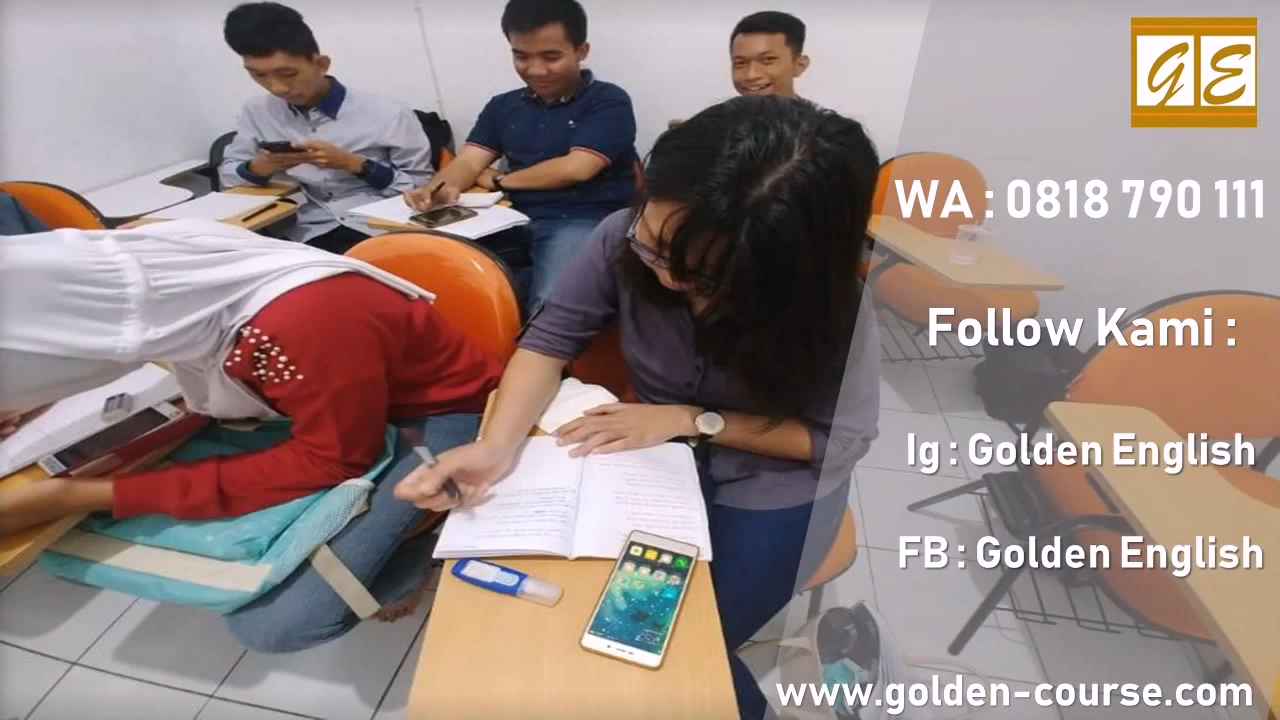 GE
WA : 0818 790 111
Follow Kami :
Ig : Golden English
FB : Golden English
www.golden-course.com